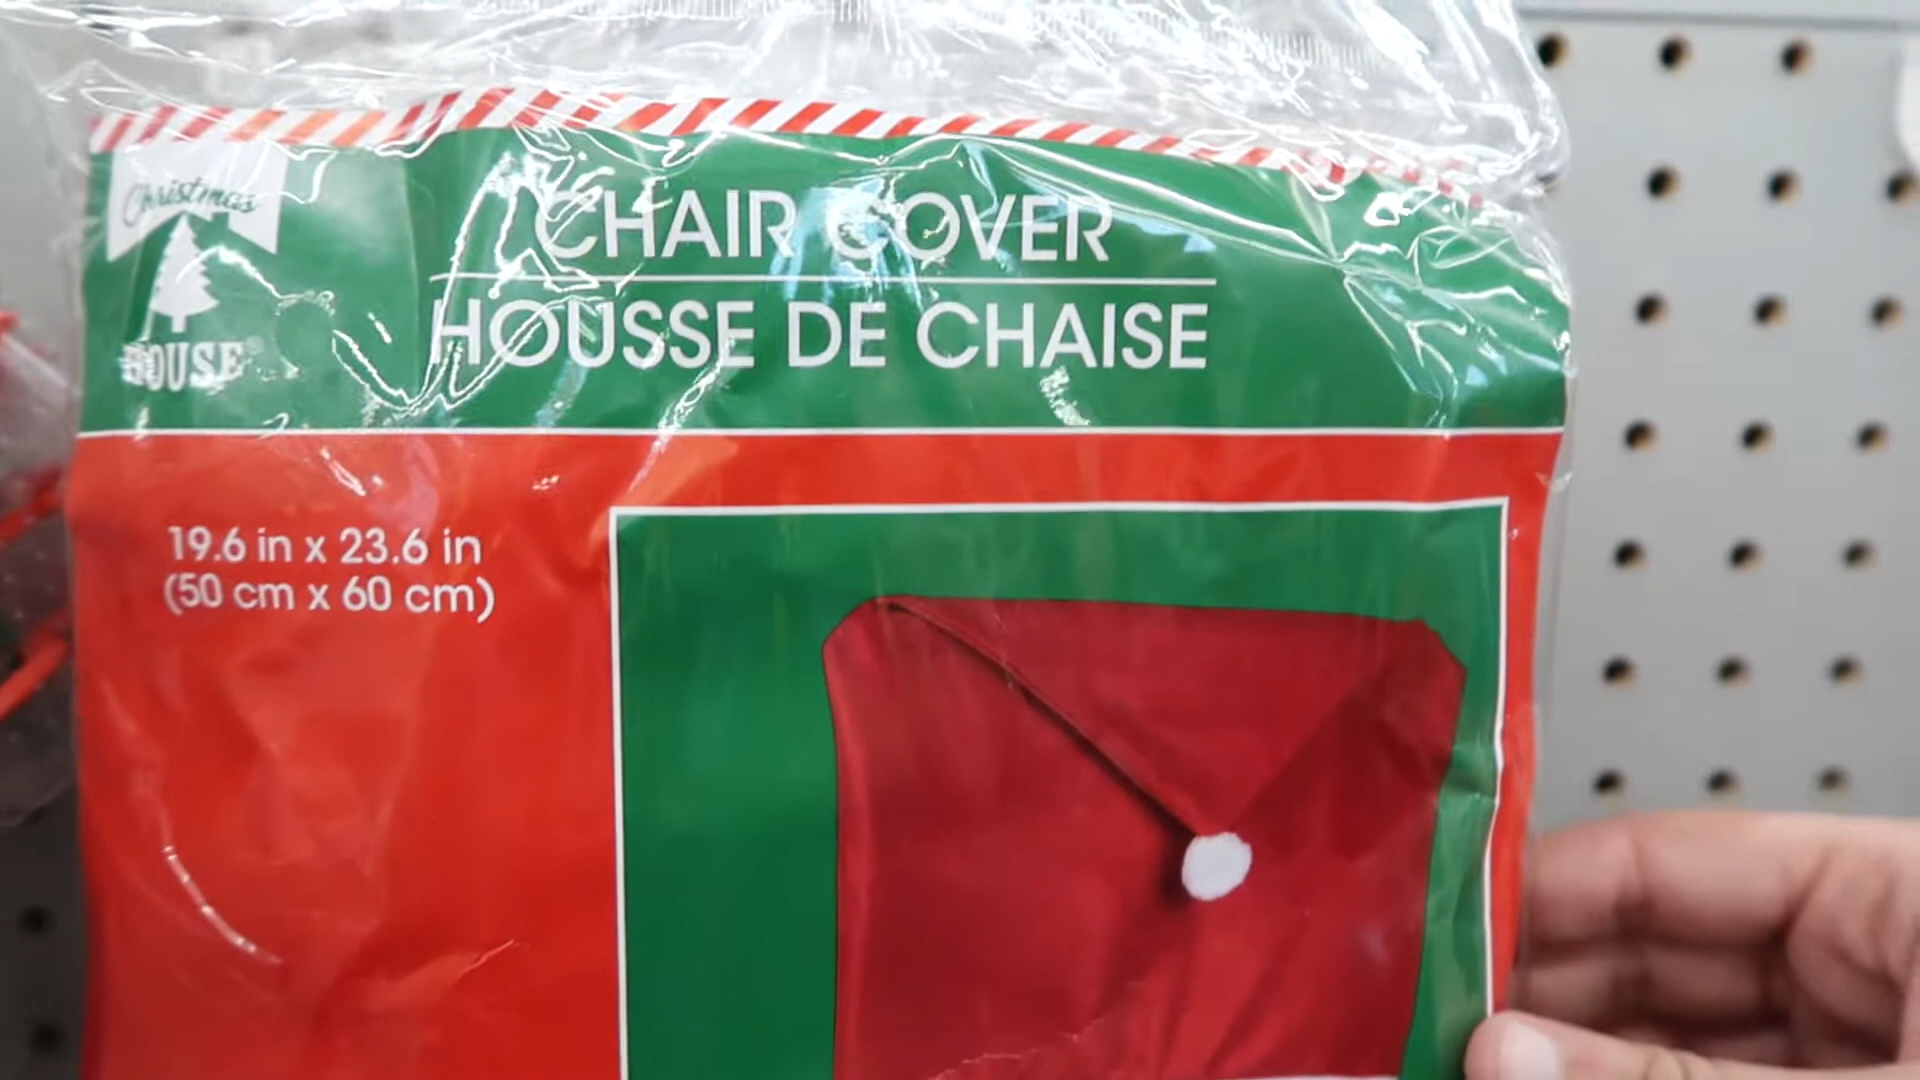 Christmas
HOUSE®
CHAIR COVER
HOUSSE DE CHAISE
19.6 in x 23.6 in
(50 cm x 60 cm)